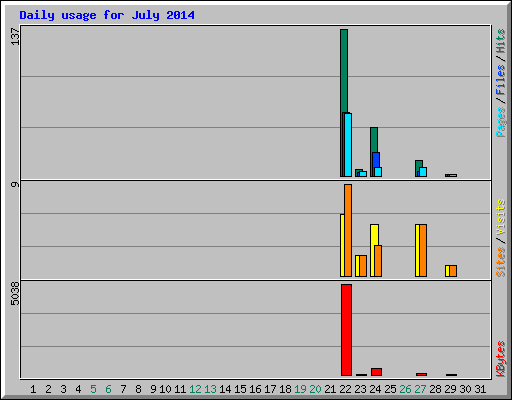 Daily usage for July 2014
137
Pages / Files / Hits
9
Sites / Visits
5038
KBytes
1 2 3 4 5 6 7 8 9 10 11 12 13 14 15 16 17 18 19 20 21 22 23 24 25 26 27 28 29 30 31